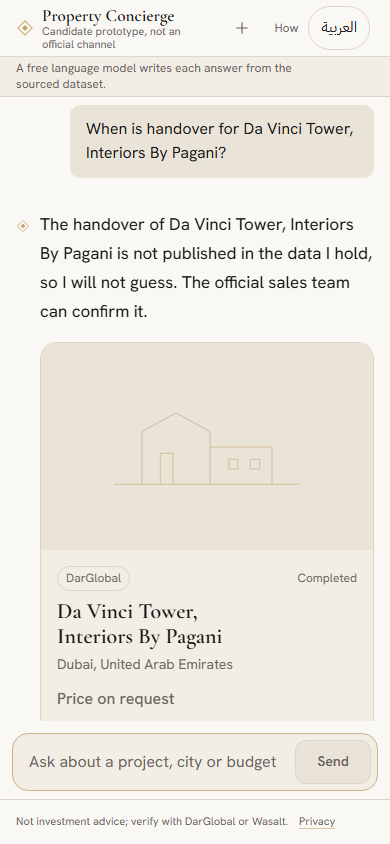 Property Concierge
Candidate prototype, not an
official channel
+
How
العربية
A free language model writes each answer from the
sourced dataset.
When is handover for Da Vinci Tower,
Interiors By Pagani?
The handover of Da Vinci Tower, Interiors
By Pagani is not published in the data I hold,
so I will not guess. The official sales team
can confirm it.
DarGlobal
Completed
Da Vinci Tower,
Interiors By Pagani
Dubai, United Arab Emirates
Price on request
Ask about a project, city or budget
Send
Not investment advice; verify with DarGlobal or Wasalt.
Privacy